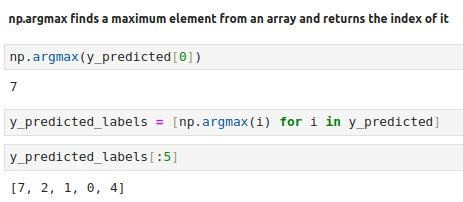 np.argmax finds a maximum element from an array and returns the index of it
np.argmax(y_predicted[0])
7
y_predicted_labels = [np.argmax(i) for i in y_predicted]
y_predicted_labels[:5]
[7, 2, 1, 0, 4]